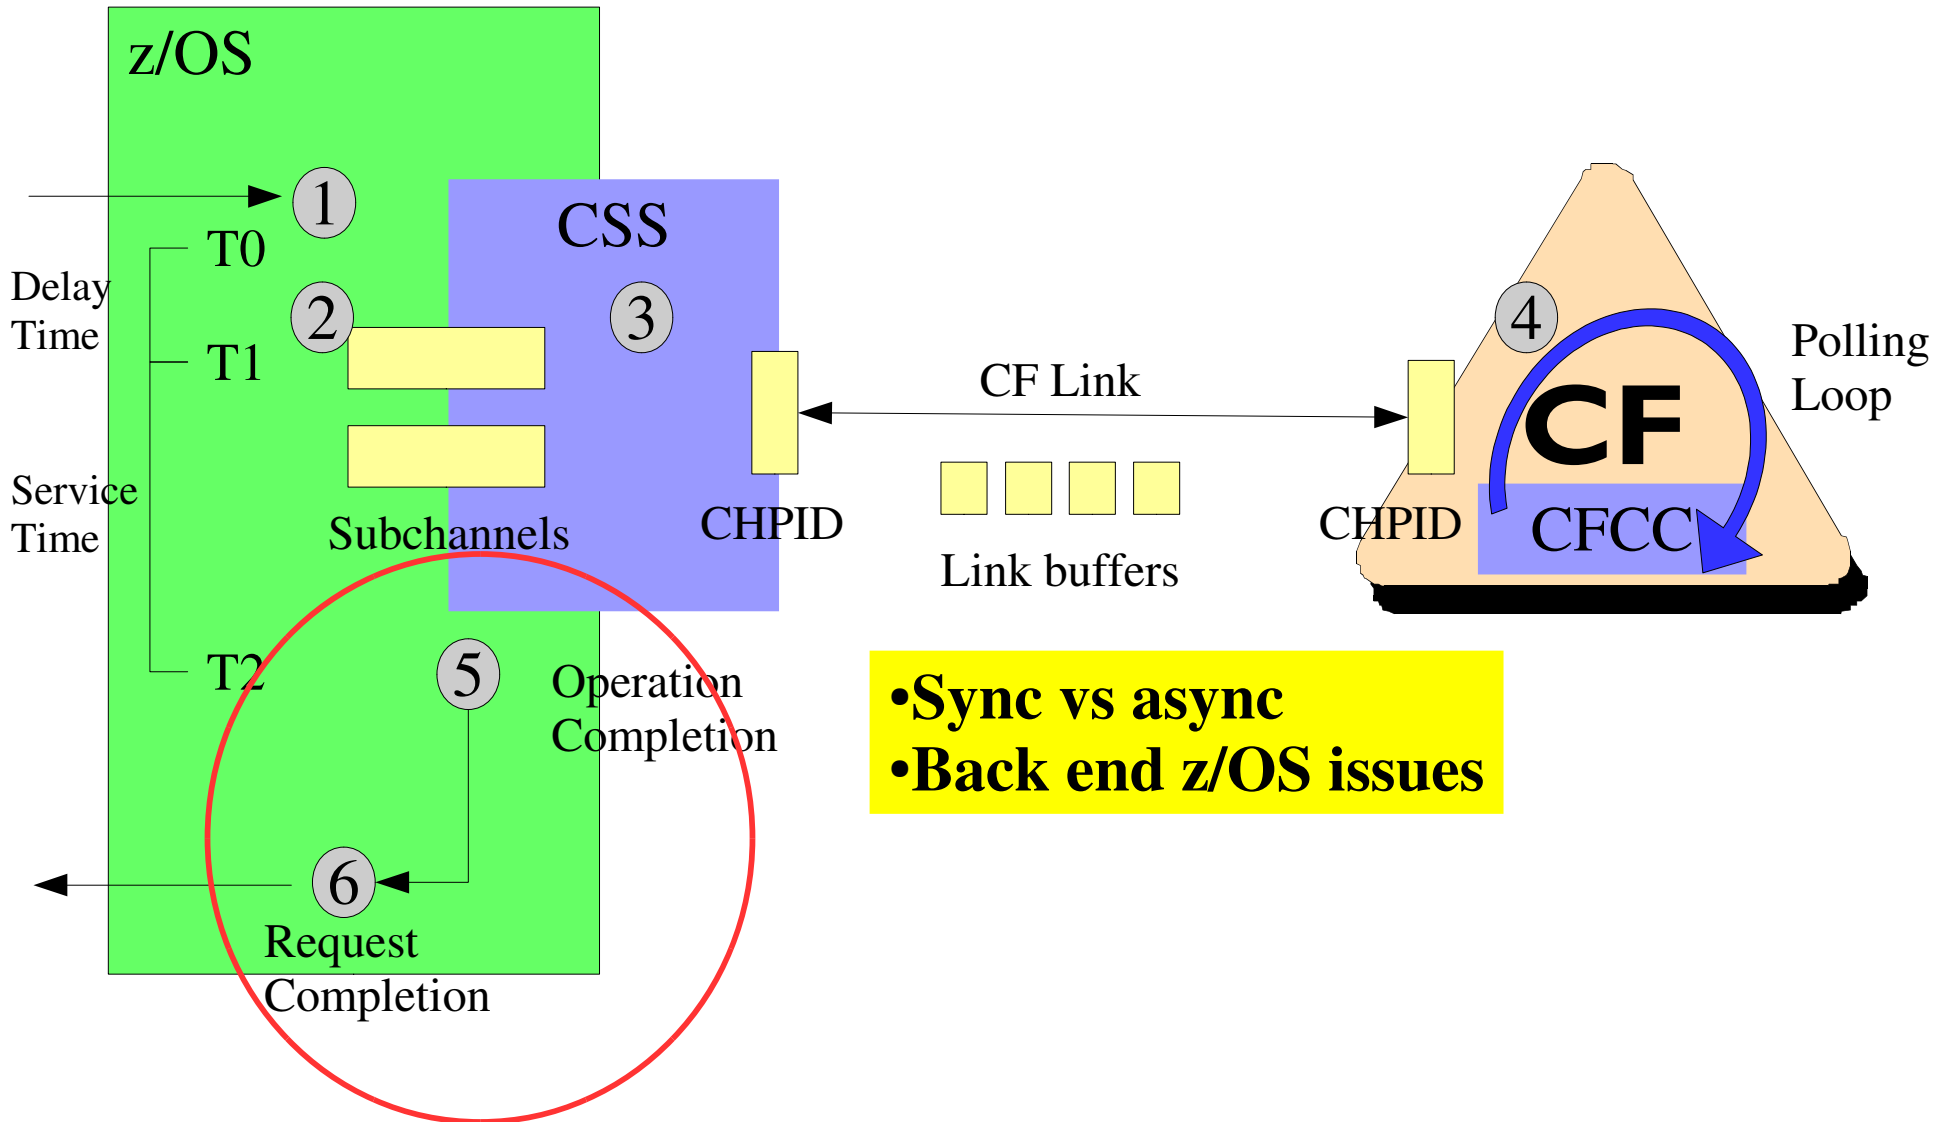 z/OS
1
T0
Delay
Time
2
T1
Service
Time
Subchannels
CSS
3
CHPID
CF Link
Link buffers
CHPID
4
CF
CFCC
Polling
Loop
T2
5
Operation
Completion
•Sync vs async
•Back end z/OS issues
6
Request
Completion